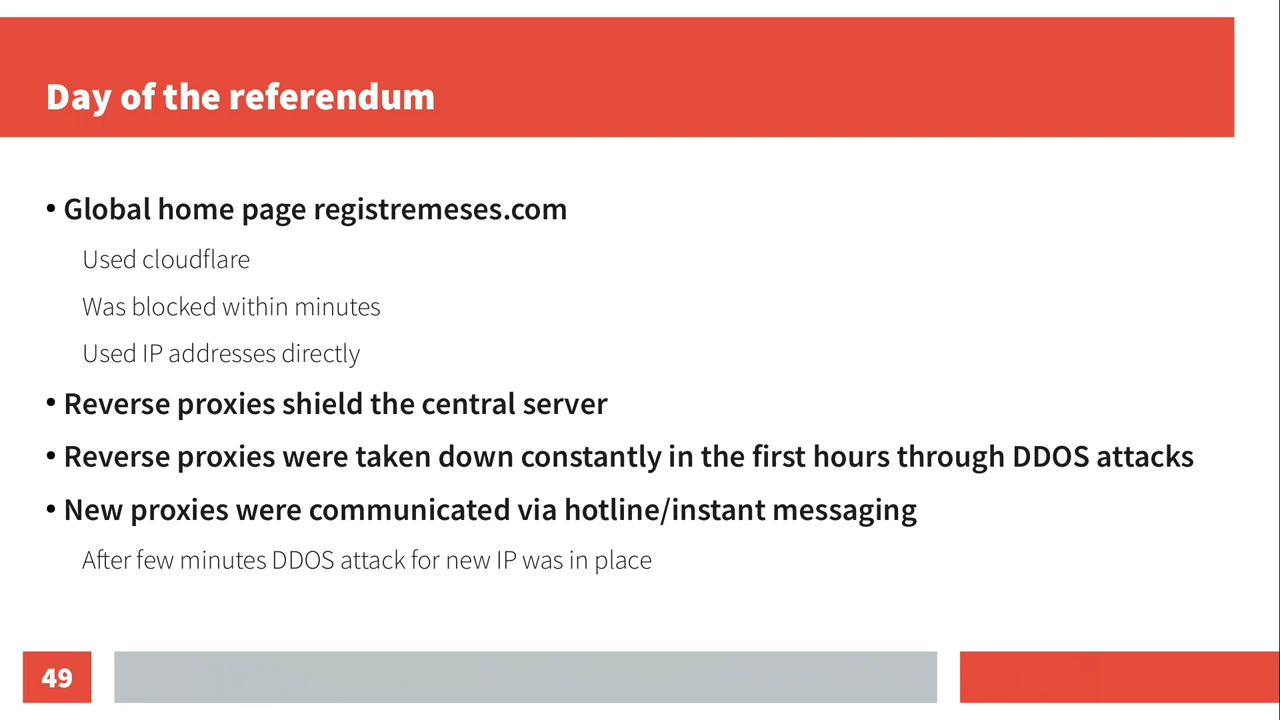 Day of the referendum
• Global home page registremeses.com
Used cloudflare
Was blocked within minutes
Used IP addresses directly
• Reverse proxies shield the central server
• Reverse proxies were taken down constantly in the first hours through DDOS attacks
• New proxies were communicated via hotline/instant messaging
After few minutes DDOS attack for new IP was in place
49